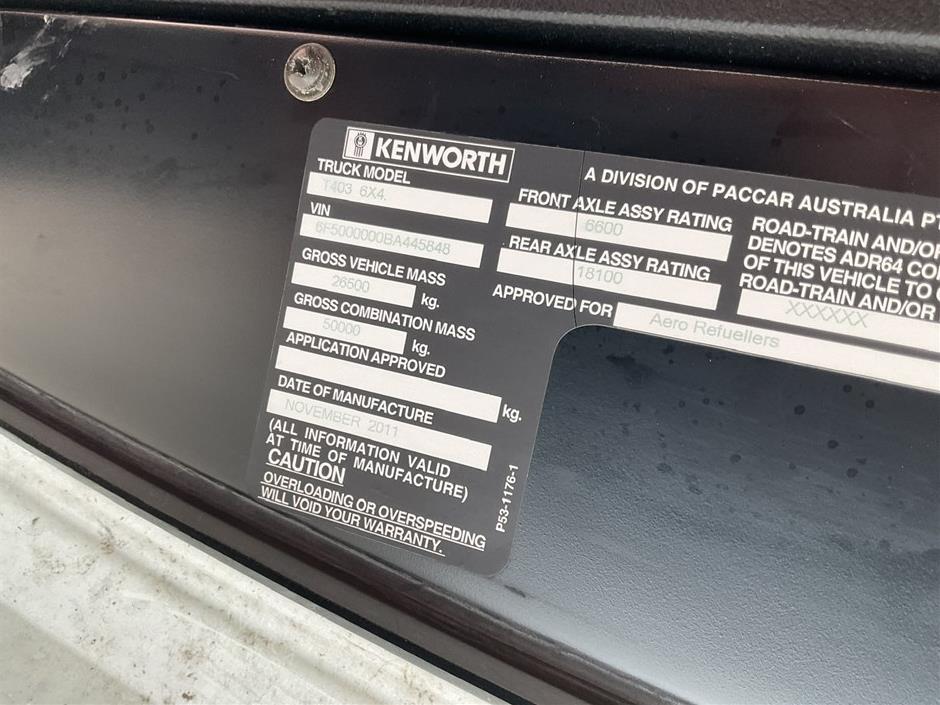 KENWORTH
TRUCK MODEL
T403 6X4.
VIN
6F5000000BA445848
GROSS VEHICLE MASS
26500 kg.
GROSS COMBINATION MASS
50000 kg.
APPLICATION APPROVED
kg.
DATE OF MANUFACTURE
NOVEMBER 2011
(ALL INFORMATION VALID
AT TIME OF MANUFACTURE)
CAUTION
OVERLOADING OR OVERSPEEDING
WILL VOID YOUR WARRANTY.
P53-1176-1
A DIVISION OF PACCAR AUSTRALIA PT
FRONT AXLE ASSY RATING
6600
REAR AXLE ASSY RATING
18100
APPROVED FOR
Aero Refuellers
ROAD-TRAIN AND/OR
DENOTES ADR64 CO
OF THIS VEHICLE TO
ROAD-TRAIN AND/OR
XXXXXX